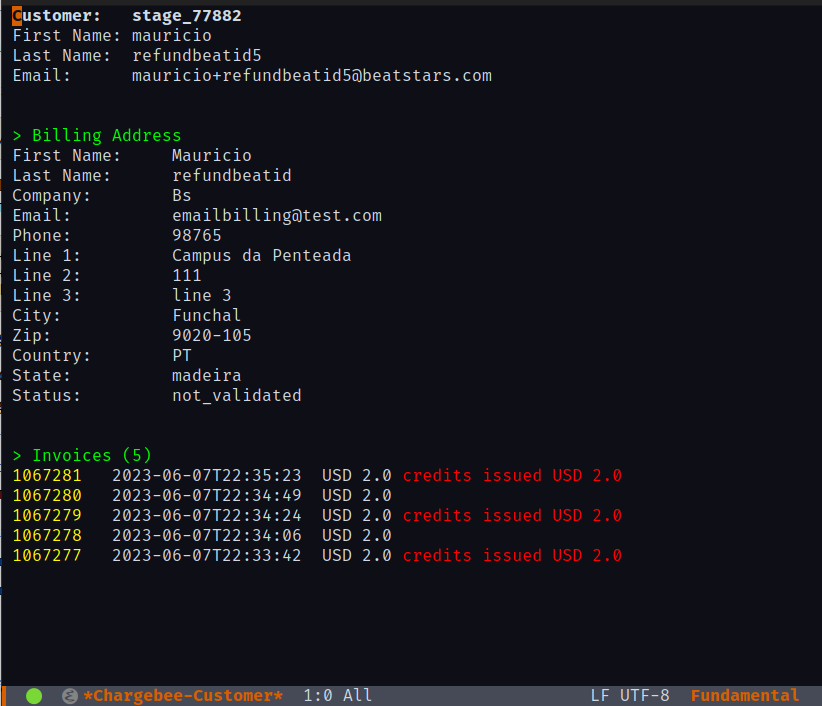 Customer:   stage_77882
First Name: mauricio
Last Name:  refundbeatid5
Email:      mauricio+refundbeatid5@beatstars.com
> Billing Address
First Name:     Mauricio
Last Name:      refundbeatid
Company:        Bs
Email:          emailbilling@test.com
Phone:          98765
Line 1:         Campus da Penteada
Line 2:         111
Line 3:         line 3
City:           Funchal
Zip:            9020-105
Country:        PT
State:          madeira
Status:         not_validated
> Invoices (5)
1067281   2023-06-07T22:35:23  USD 2.0 credits issued USD 2.0
1067280   2023-06-07T22:34:49  USD 2.0
1067279   2023-06-07T22:34:24  USD 2.0 credits issued USD 2.0
1067278   2023-06-07T22:34:06  USD 2.0
1067277   2023-06-07T22:33:42  USD 2.0 credits issued USD 2.0
*Chargebee-Customer*  1:0 All  LF UTF-8  Fundamental